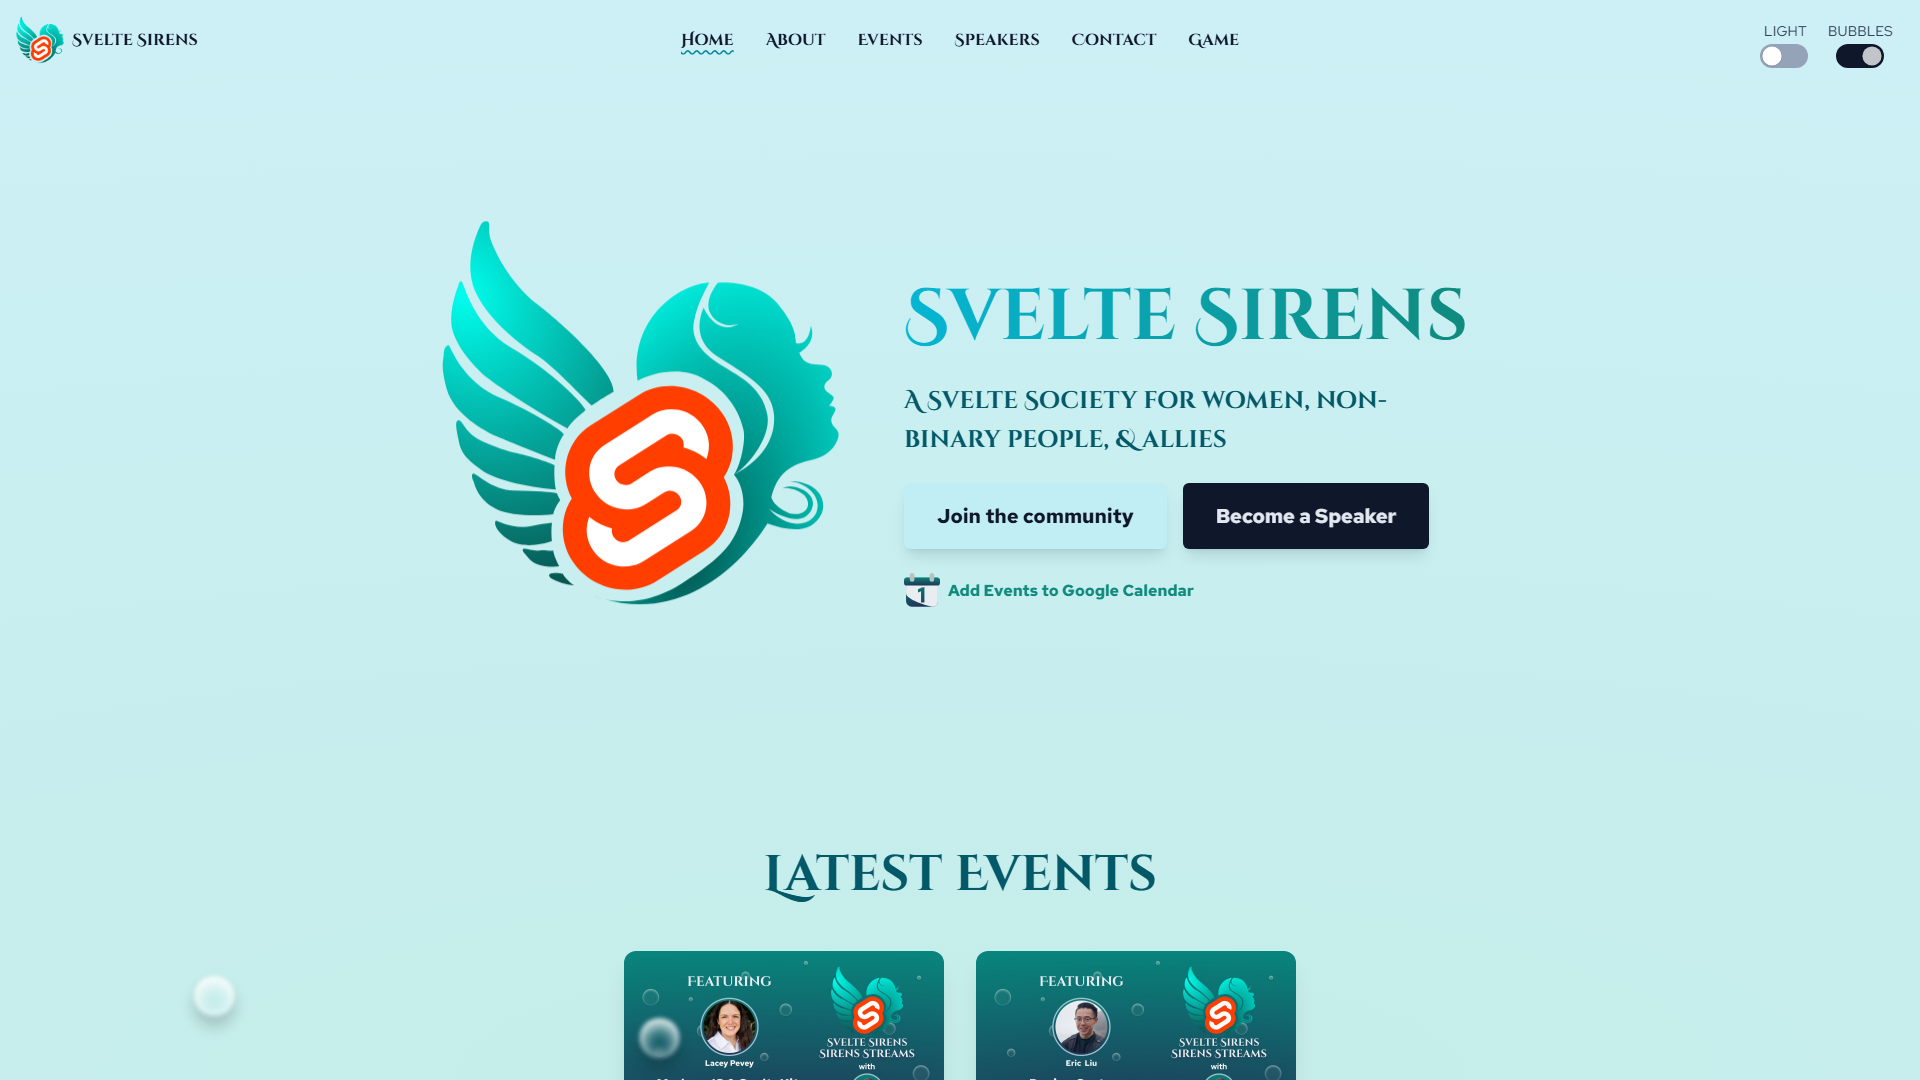 Svelte Sirens
Home
About
Events
Speakers
Contact
Game
LIGHT
BUBBLES
Svelte Sirens
A Svelte Society for women, non-
binary people, & allies
Join the community
Become a Speaker
1
Add Events to Google Calendar
Latest Events
Featuring
Lacey Pevey
Svelte Sirens
Sirens Streams
with
Featuring
Eric Liu
Svelte Sirens
Sirens Streams
with